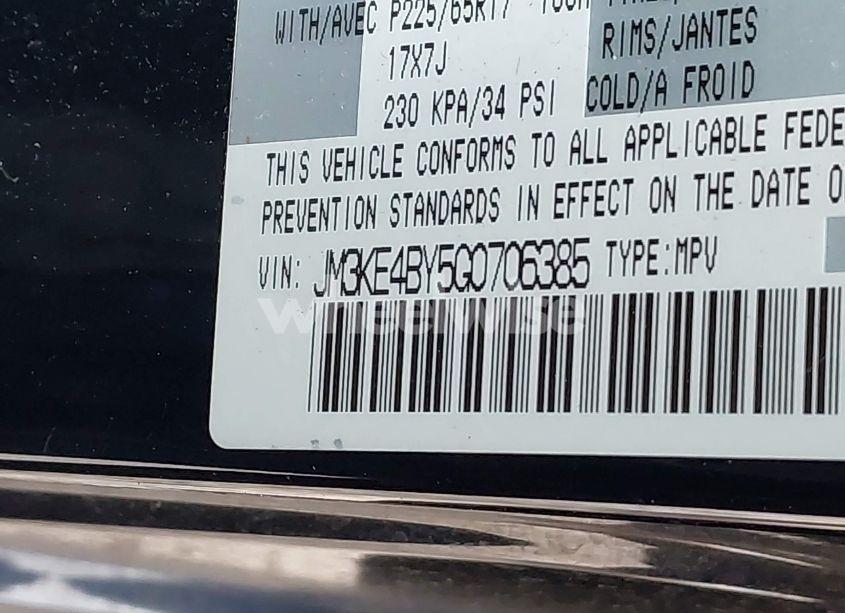 WITH/AVEC P225/65R17
RIMS/JANTES
17X7J
230 KPA/34 PSI COLD/A FROID
THIS VEHICLE CONFORMS TO ALL APPLICABLE FEDE
PREVENTION STANDARDS IN EFFECT ON THE DATE O
VIN: JM3KE4BY5G0706385 TYPE:MPV
wheelwise